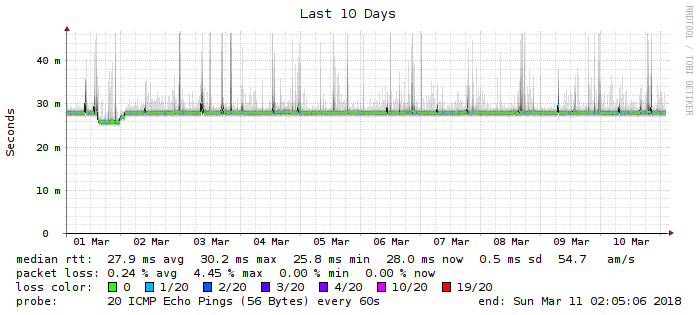 Last 10 Days
RRDTOOL / TOBI OETIKER
Seconds
40 m
30 m
20 m
10 m
0
01 Mar 02 Mar 03 Mar 04 Mar 05 Mar 06 Mar 07 Mar 08 Mar 09 Mar 10 Mar
median rtt: 27.9 ms avg 30.2 ms max 25.8 ms min 28.0 ms now 0.5 ms sd 54.7 am/s
packet loss: 0.24 % avg 4.45 % max 0.00 % min 0.00 % now
loss color: 0 1/20 2/20 3/20 4/20 10/20 19/20
probe: 20 ICMP Echo Pings (56 Bytes) every 60s end: Sun Mar 11 02:05:06 2018